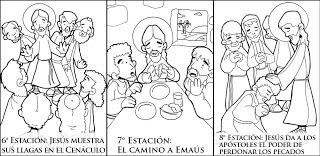 6ª ESTACIÓN: JESÚS MUESTRA
SUS LLAGAS EN EL CENÁCULO
7ª ESTACIÓN:
EL CAMINO A EMAÚS
8ª ESTACIÓN: JESÚS DA A LOS
APÓSTOLES EL PODER DE
PERDONAR LOS PECADOS